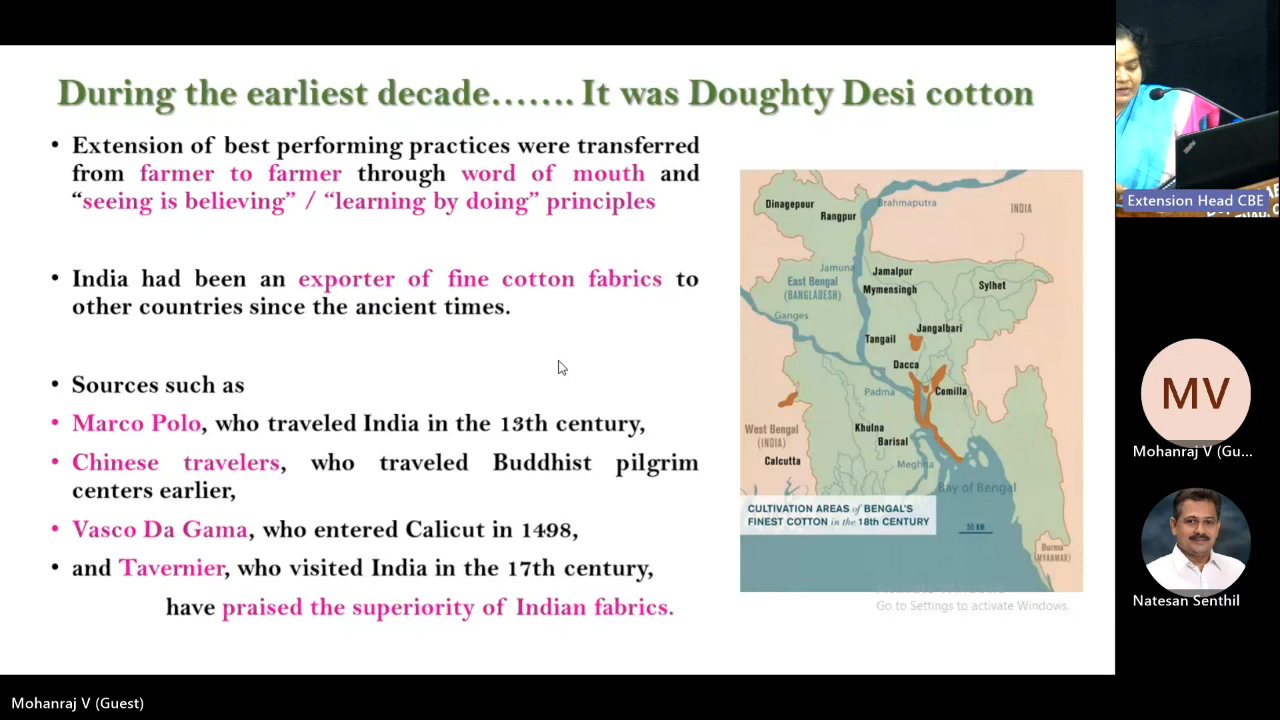 During the earliest decade……. It was Doughty Desi cotton
• Extension of best performing practices were transferred
from farmer to farmer through word of mouth and
“seeing is believing” / “learning by doing” principles
• India had been an exporter of fine cotton fabrics to
other countries since the ancient times.
• Sources such as
• Marco Polo, who traveled India in the 13th century,
• Chinese travelers, who traveled Buddhist pilgrim
centers earlier,
• Vasco Da Gama, who entered Calicut in 1498,
• and Tavernier, who visited India in the 17th century,
have praised the superiority of Indian fabrics.
Dinagepour
Rangpur
Brahmaputra
INDIA
Jamuna
Jamalpur
East Bengal
(BANGLADESH)
Mymensingh
Sylhet
Ganges
Jangalbari
Tangail
Dacca
Padma
Comilla
West Bengal
(INDIA)
Khulna
Barisal
Calcutta
Meghna
Bay of Bengal
CULTIVATION AREAS of BENGAL'S
FINEST COTTON in the 18th CENTURY
50 KM
Burma
(MYANMAR)
Go to Settings to activate Windows.
Extension Head CBE
MV
Mohanraj V (Gu...
Natesan Senthil
Mohanraj V (Guest)